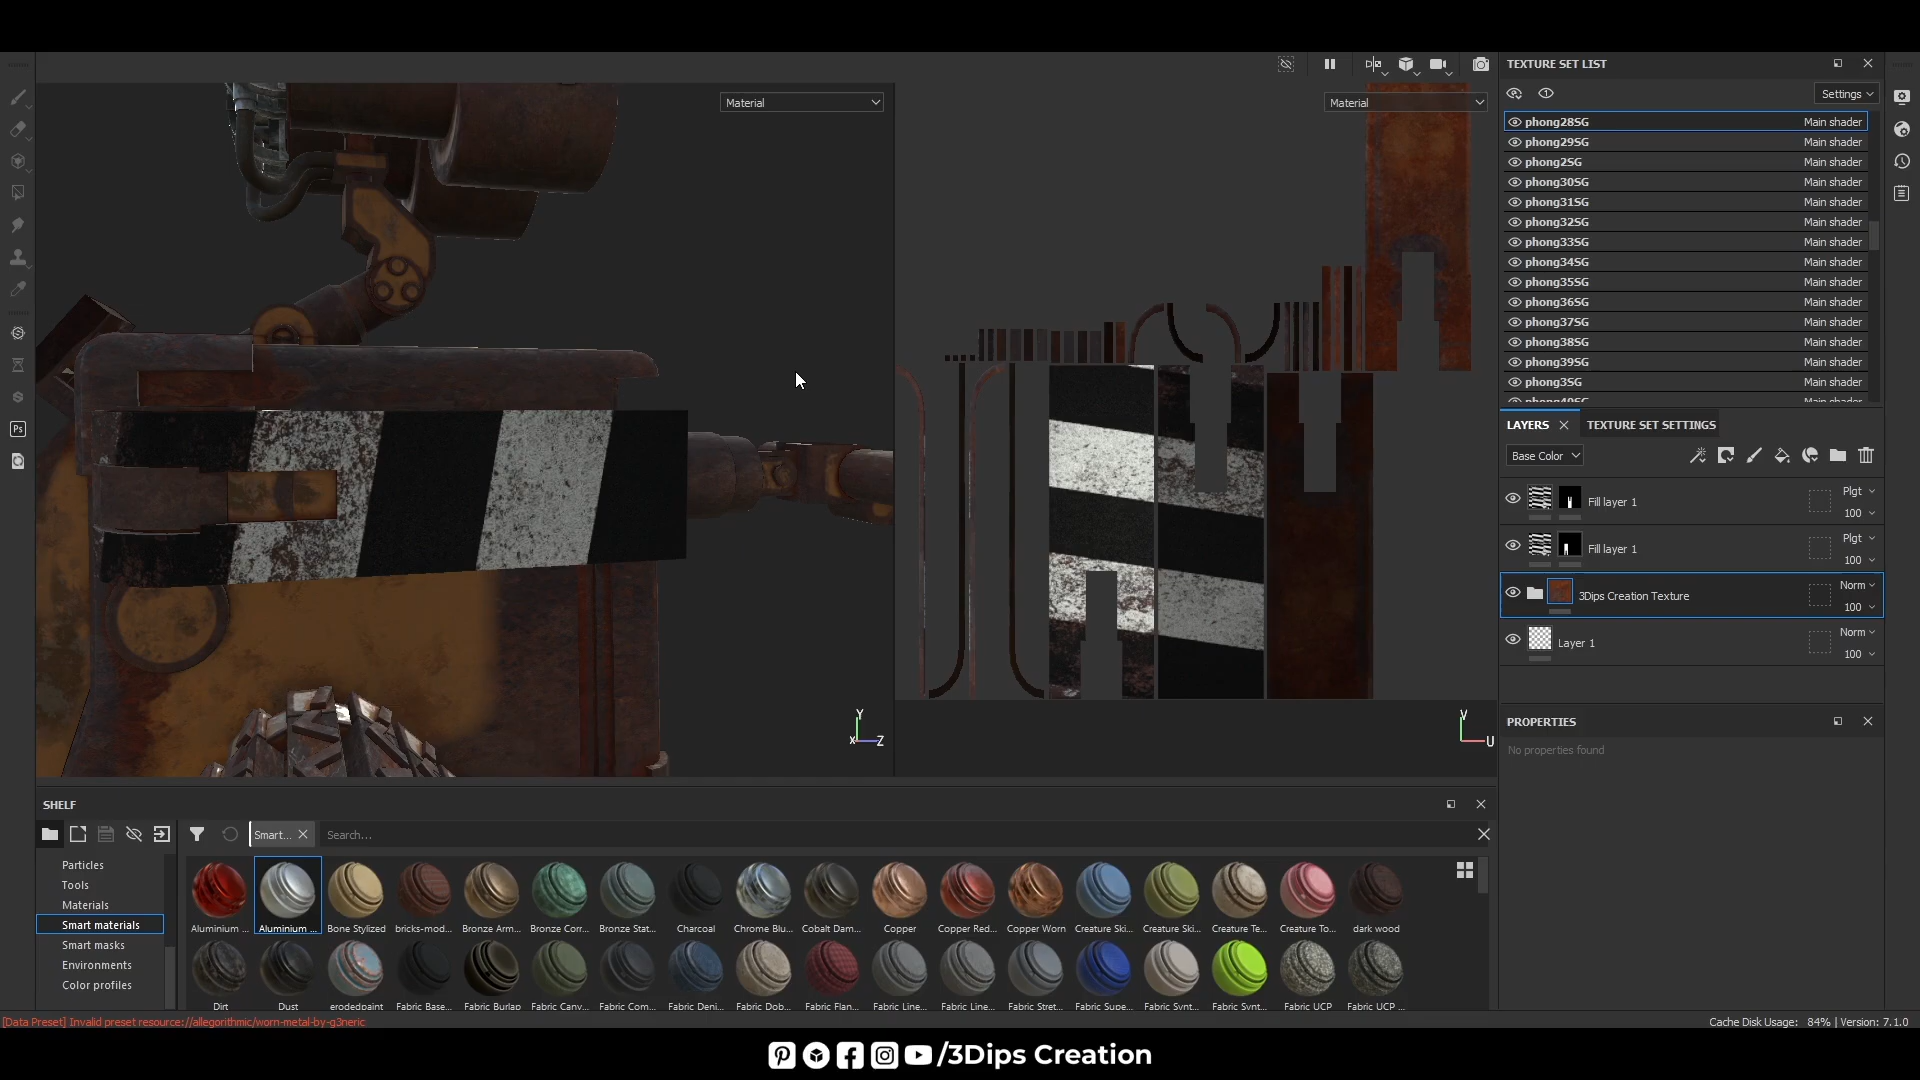 Material
Material
Y
X
Z
V
U
TEXTURE SET LIST
Settings
phong28SG Main shader
phong29SG Main shader
phong2SG Main shader
phong30SG Main shader
phong31SG Main shader
phong32SG Main shader
phong33SG Main shader
phong34SG Main shader
phong35SG Main shader
phong36SG Main shader
phong37SG Main shader
phong38SG Main shader
phong39SG Main shader
phong3SG Main shader
LAYERS
TEXTURE SET SETTINGS
Base Color
Fill layer 1 Plgt
100
Fill layer 1 Plgt
100
3Dips Creation Texture Norm
100
Layer 1 Norm
100
PROPERTIES
No properties found
Ps
SHELF
Smart...
Search...
Particles
Tools
Materials
Smart materials
Smart masks
Environments
Color profiles
Aluminium ... Aluminium ... Bone Stylized bricks-mod... Bronze Arm... Bronze Corr... Bronze Stat... Charcoal Chrome Blu... Cobalt Dam... Copper Copper Red... Copper Worn Creature Ski... Creature Ski... Creature Te... Creature To... dark wood
Dirt Dust erodedpaint Fabric Base... Fabric Burlap Fabric Canv... Fabric Com... Fabric Deni... Fabric Dob... Fabric Flan... Fabric Line... Fabric Line... Fabric Stret... Fabric Supe... Fabric Synt... Fabric Synt... Fabric UCP Fabric UCP ...
[Data Preset] Invalid preset resource://allegorithmic/worn-metal-by-g3neric
Cache Disk Usage: 84% | Version: 7.1.0
/3Dips Creation